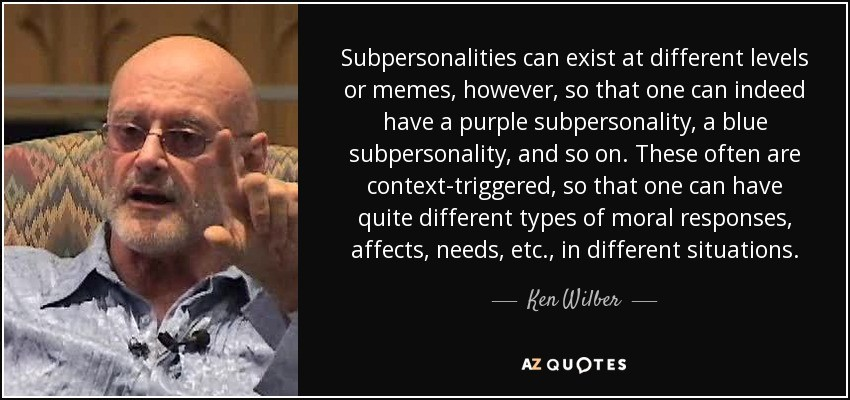 Subpersonalities can exist at different levels
or memes, however, so that one can indeed
have a purple subpersonality, a blue
subpersonality, and so on. These often are
context-triggered, so that one can have
quite different types of moral responses,
affects, needs, etc., in different situations.
Ken Wilber
AZ QUOTES